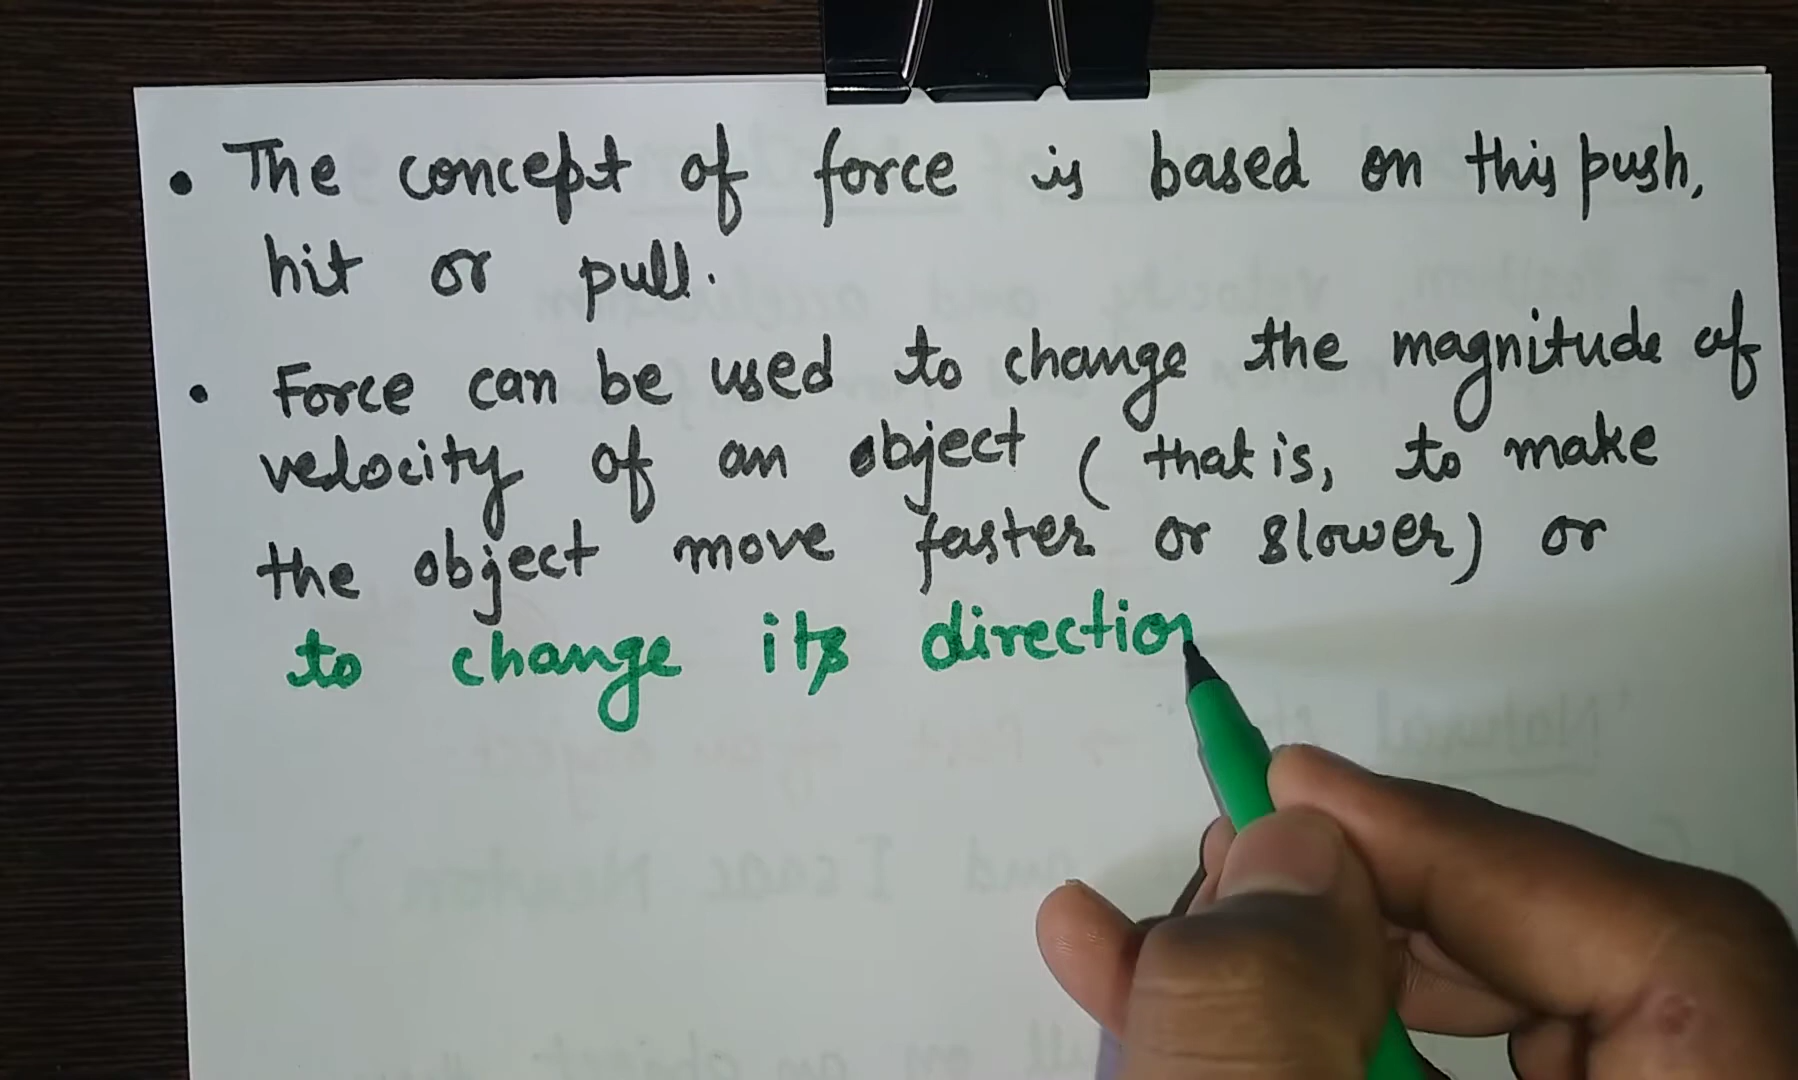 • The concept of force is based on this push,
hit or pull.
• Force can be used to change the magnitude of
velocity of an object ( that is, to make
the object move faster or slower) or
to change its direction